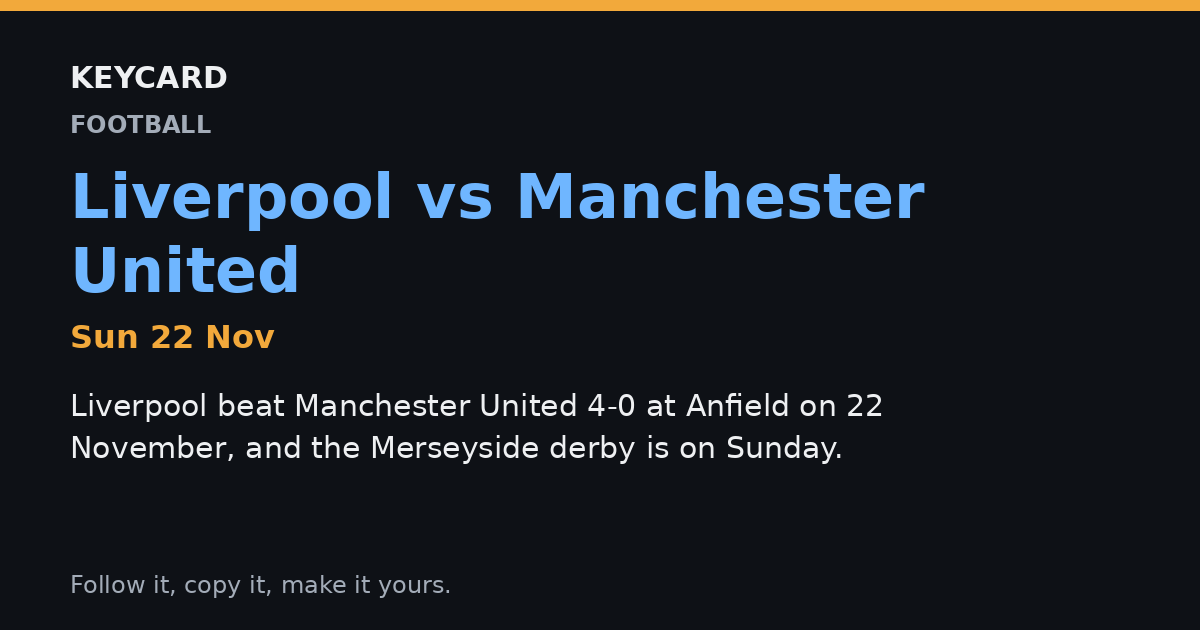 KEYCARD
FOOTBALL
Liverpool vs Manchester
United
Sun 22 Nov
Liverpool beat Manchester United 4-0 at Anfield on 22
November, and the Merseyside derby is on Sunday.
Follow it, copy it, make it yours.